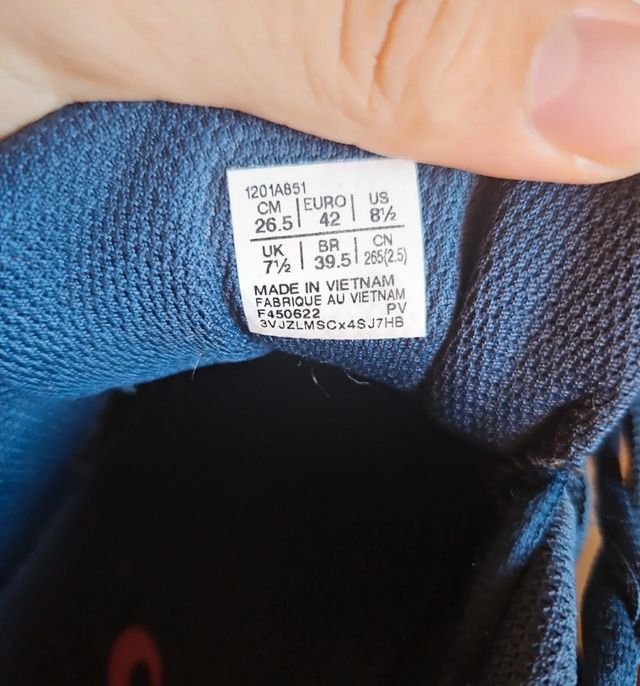 1201A851
CM EURO US
26.5 42 8½
UK BR CN
7½ 39.5 265(2.5)
MADE IN VIETNAM
FABRIQUE AU VIETNAM
F450622 PV
3VJZLMSCx4SJ7HB